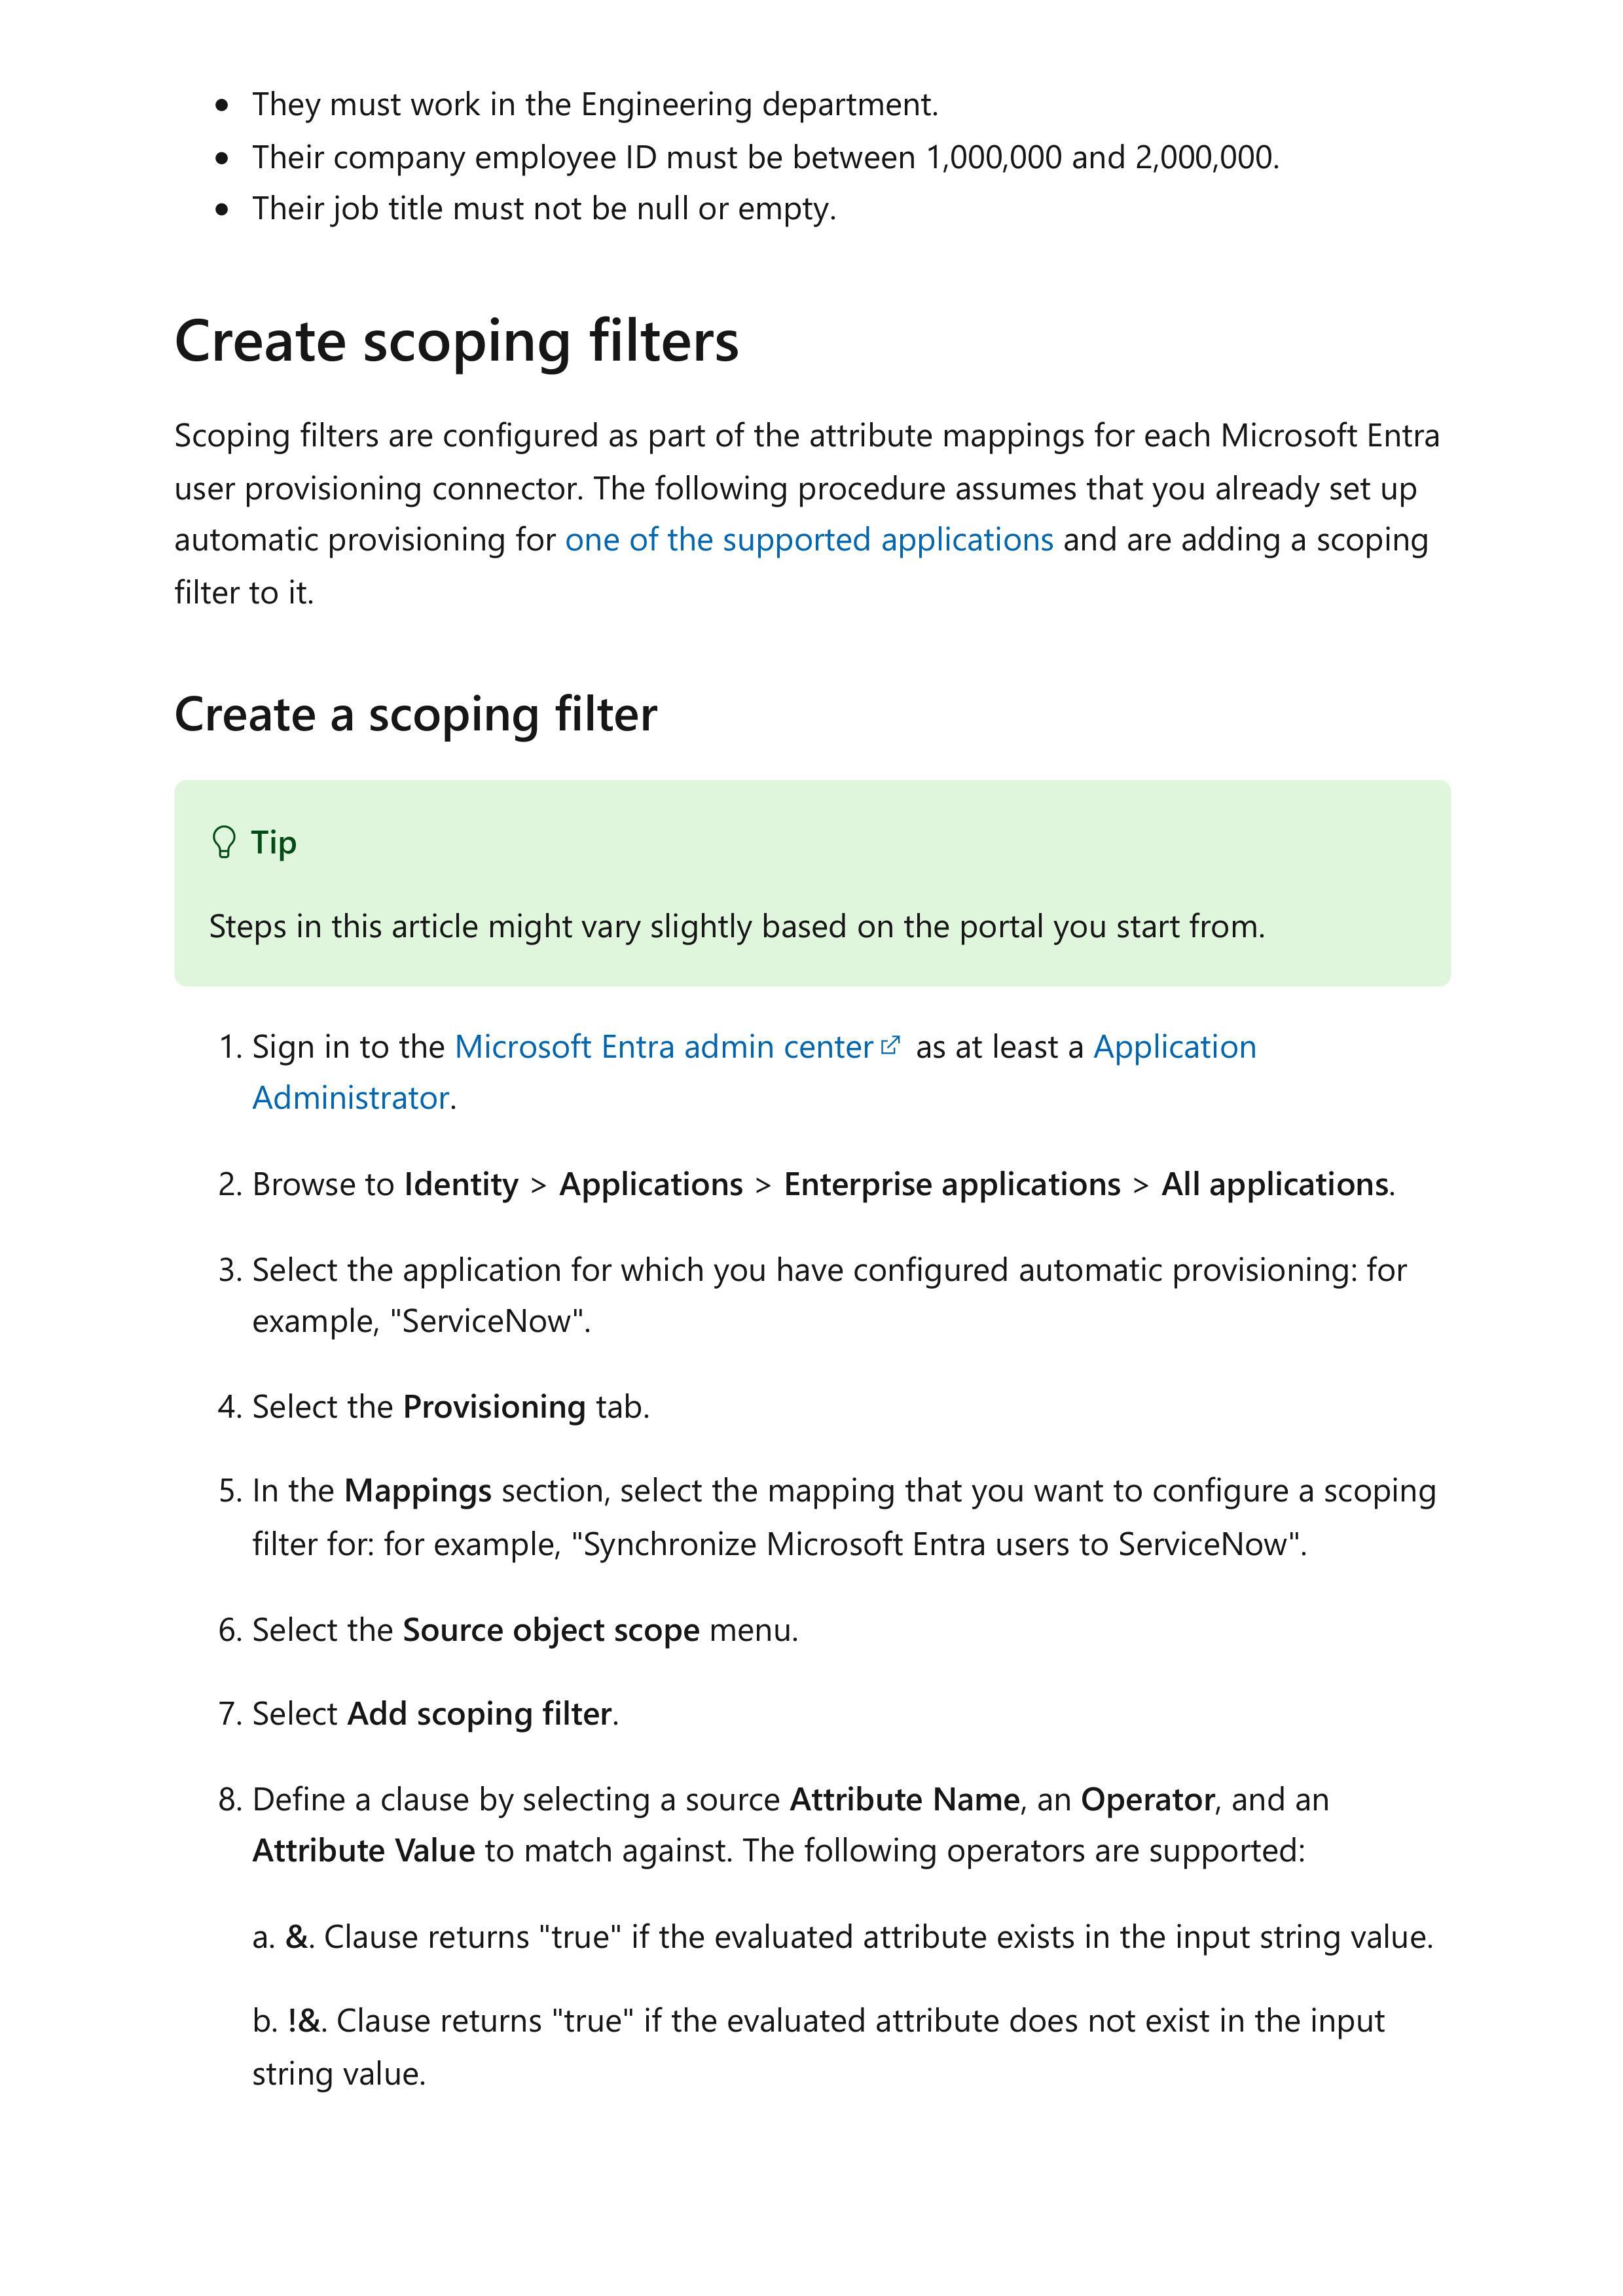 • They must work in the Engineering department.
• Their company employee ID must be between 1,000,000 and 2,000,000.
• Their job title must not be null or empty.
Create scoping filters
Scoping filters are configured as part of the attribute mappings for each Microsoft Entra
user provisioning connector. The following procedure assumes that you already set up
automatic provisioning for one of the supported applications and are adding a scoping
filter to it.
Create a scoping filter
Tip
Steps in this article might vary slightly based on the portal you start from.
1. Sign in to the Microsoft Entra admin center as at least a Application
Administrator.
2. Browse to Identity > Applications > Enterprise applications > All applications.
3. Select the application for which you have configured automatic provisioning: for
example, "ServiceNow".
4. Select the Provisioning tab.
5. In the Mappings section, select the mapping that you want to configure a scoping
filter for: for example, "Synchronize Microsoft Entra users to ServiceNow".
6. Select the Source object scope menu.
7. Select Add scoping filter.
8. Define a clause by selecting a source Attribute Name, an Operator, and an
Attribute Value to match against. The following operators are supported:
a. &. Clause returns "true" if the evaluated attribute exists in the input string value.
b. !&. Clause returns "true" if the evaluated attribute does not exist in the input
string value.